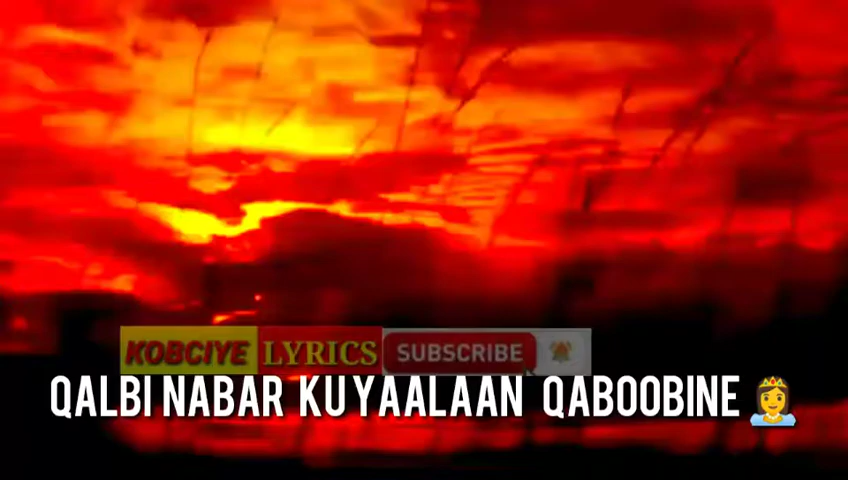 KOBCIYE LYRICS SUBSCRIBE
QALBI NABAR KU YAALAAN QABOOBINE 👸